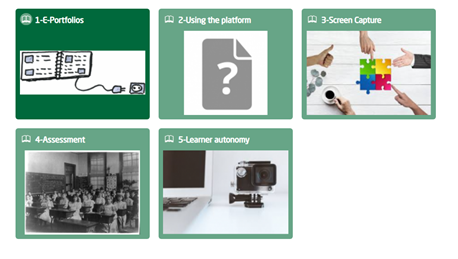 1-E-Portfolios
2-Using the platform
3-Screen Capture
4-Assessment
5-Learner autonomy